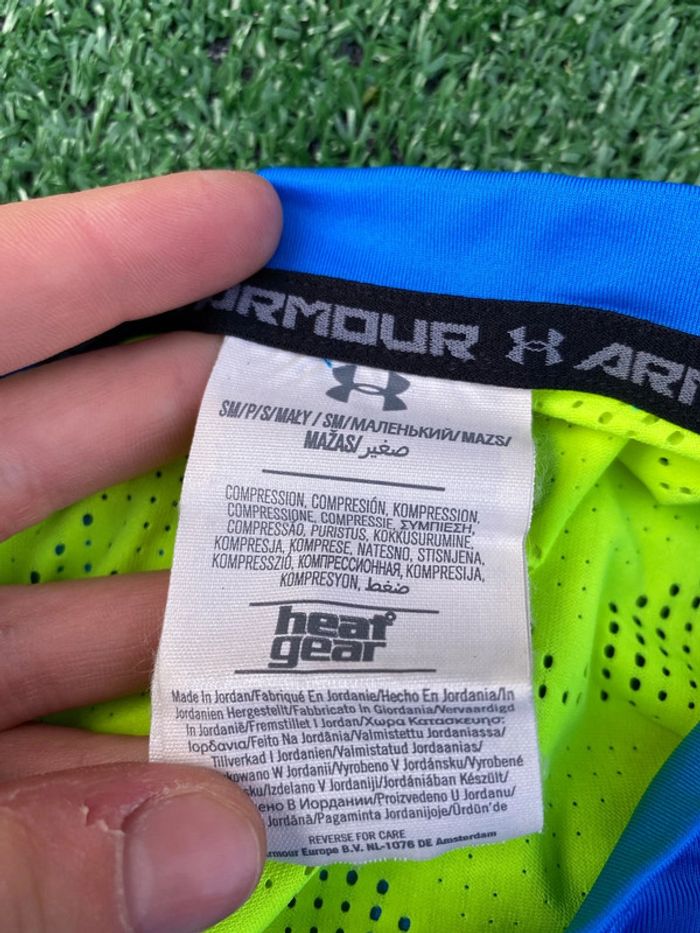 ARMOUR
SM/P/S/MAŁY / SM/МАЛЕНЬКИЙ/MAZS/
MAŽAS/ صغير
COMPRESSION, COMPRESIÓN, KOMPRESSION,
COMPRESSIONE, COMPRESSIE, ΣΥΜΠΙΕΣΗ,
COMPRESSÃO, PURISTUS, KOKKUSURUMINE,
KOMPRESJA, KOMPRESE, NATESNO, STISNJENA,
KOMPRESSZIÓ, КОМПРЕССИОННАЯ, KOMPRESIJA,
KOMPRESYON, ضغط
heat
gear
Made In Jordan/Fabriqué En Jordanie/Hecho En Jordania/In
Jordanien Hergestellt/Fabbricato In Giordania/Vervaardigd
In Jordanië/Fremstillet I Jordan/Χωρα Κατασκευησ:
Ιορδανια/Feito Na Jordânia/Valmistettu Jordaniassa/
Tillverkad I Jordanien/Valmistatud Jordaanias/
W Jordanii/Vyrobeno V Jordánsku/Vyrobené
Izdelano V Jordaniji/Jordániában Készült/
В Иордании/Proizvedeno U Jordanu/
Jordānā/Pagaminta Jordanijoje/Ürdün'de
REVERSE FOR CARE
Europe B.V. NL-1076 DE Amsterdam